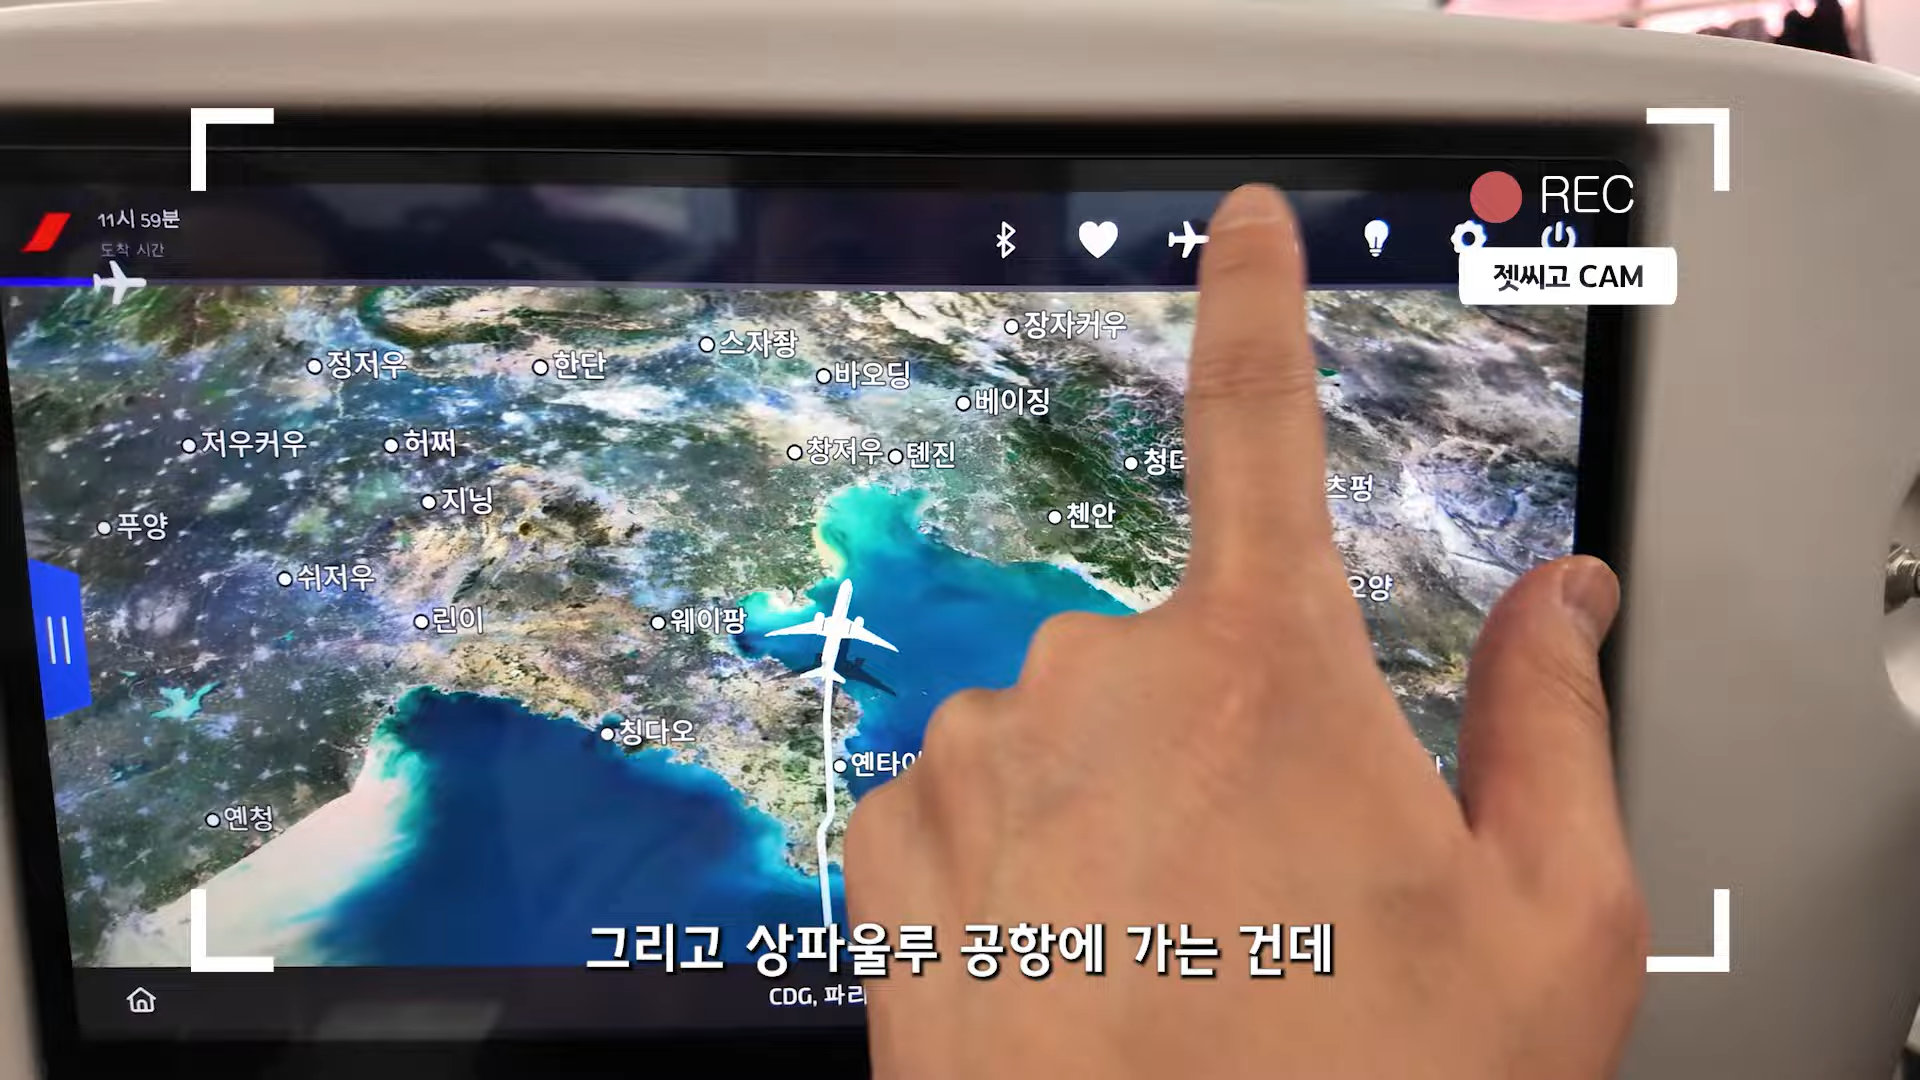 REC
11시 59분
도착 시간
젯씨고 CAM
장자커우
스자좡
정저우
한단
바오딩
베이징
저우커우
허쩌
창저우
톈진
지닝
첸안
푸양
쉬저우
린이
웨이팡
칭다오
옌청
그리고 상파울루 공항에 가는 건데
CDG,